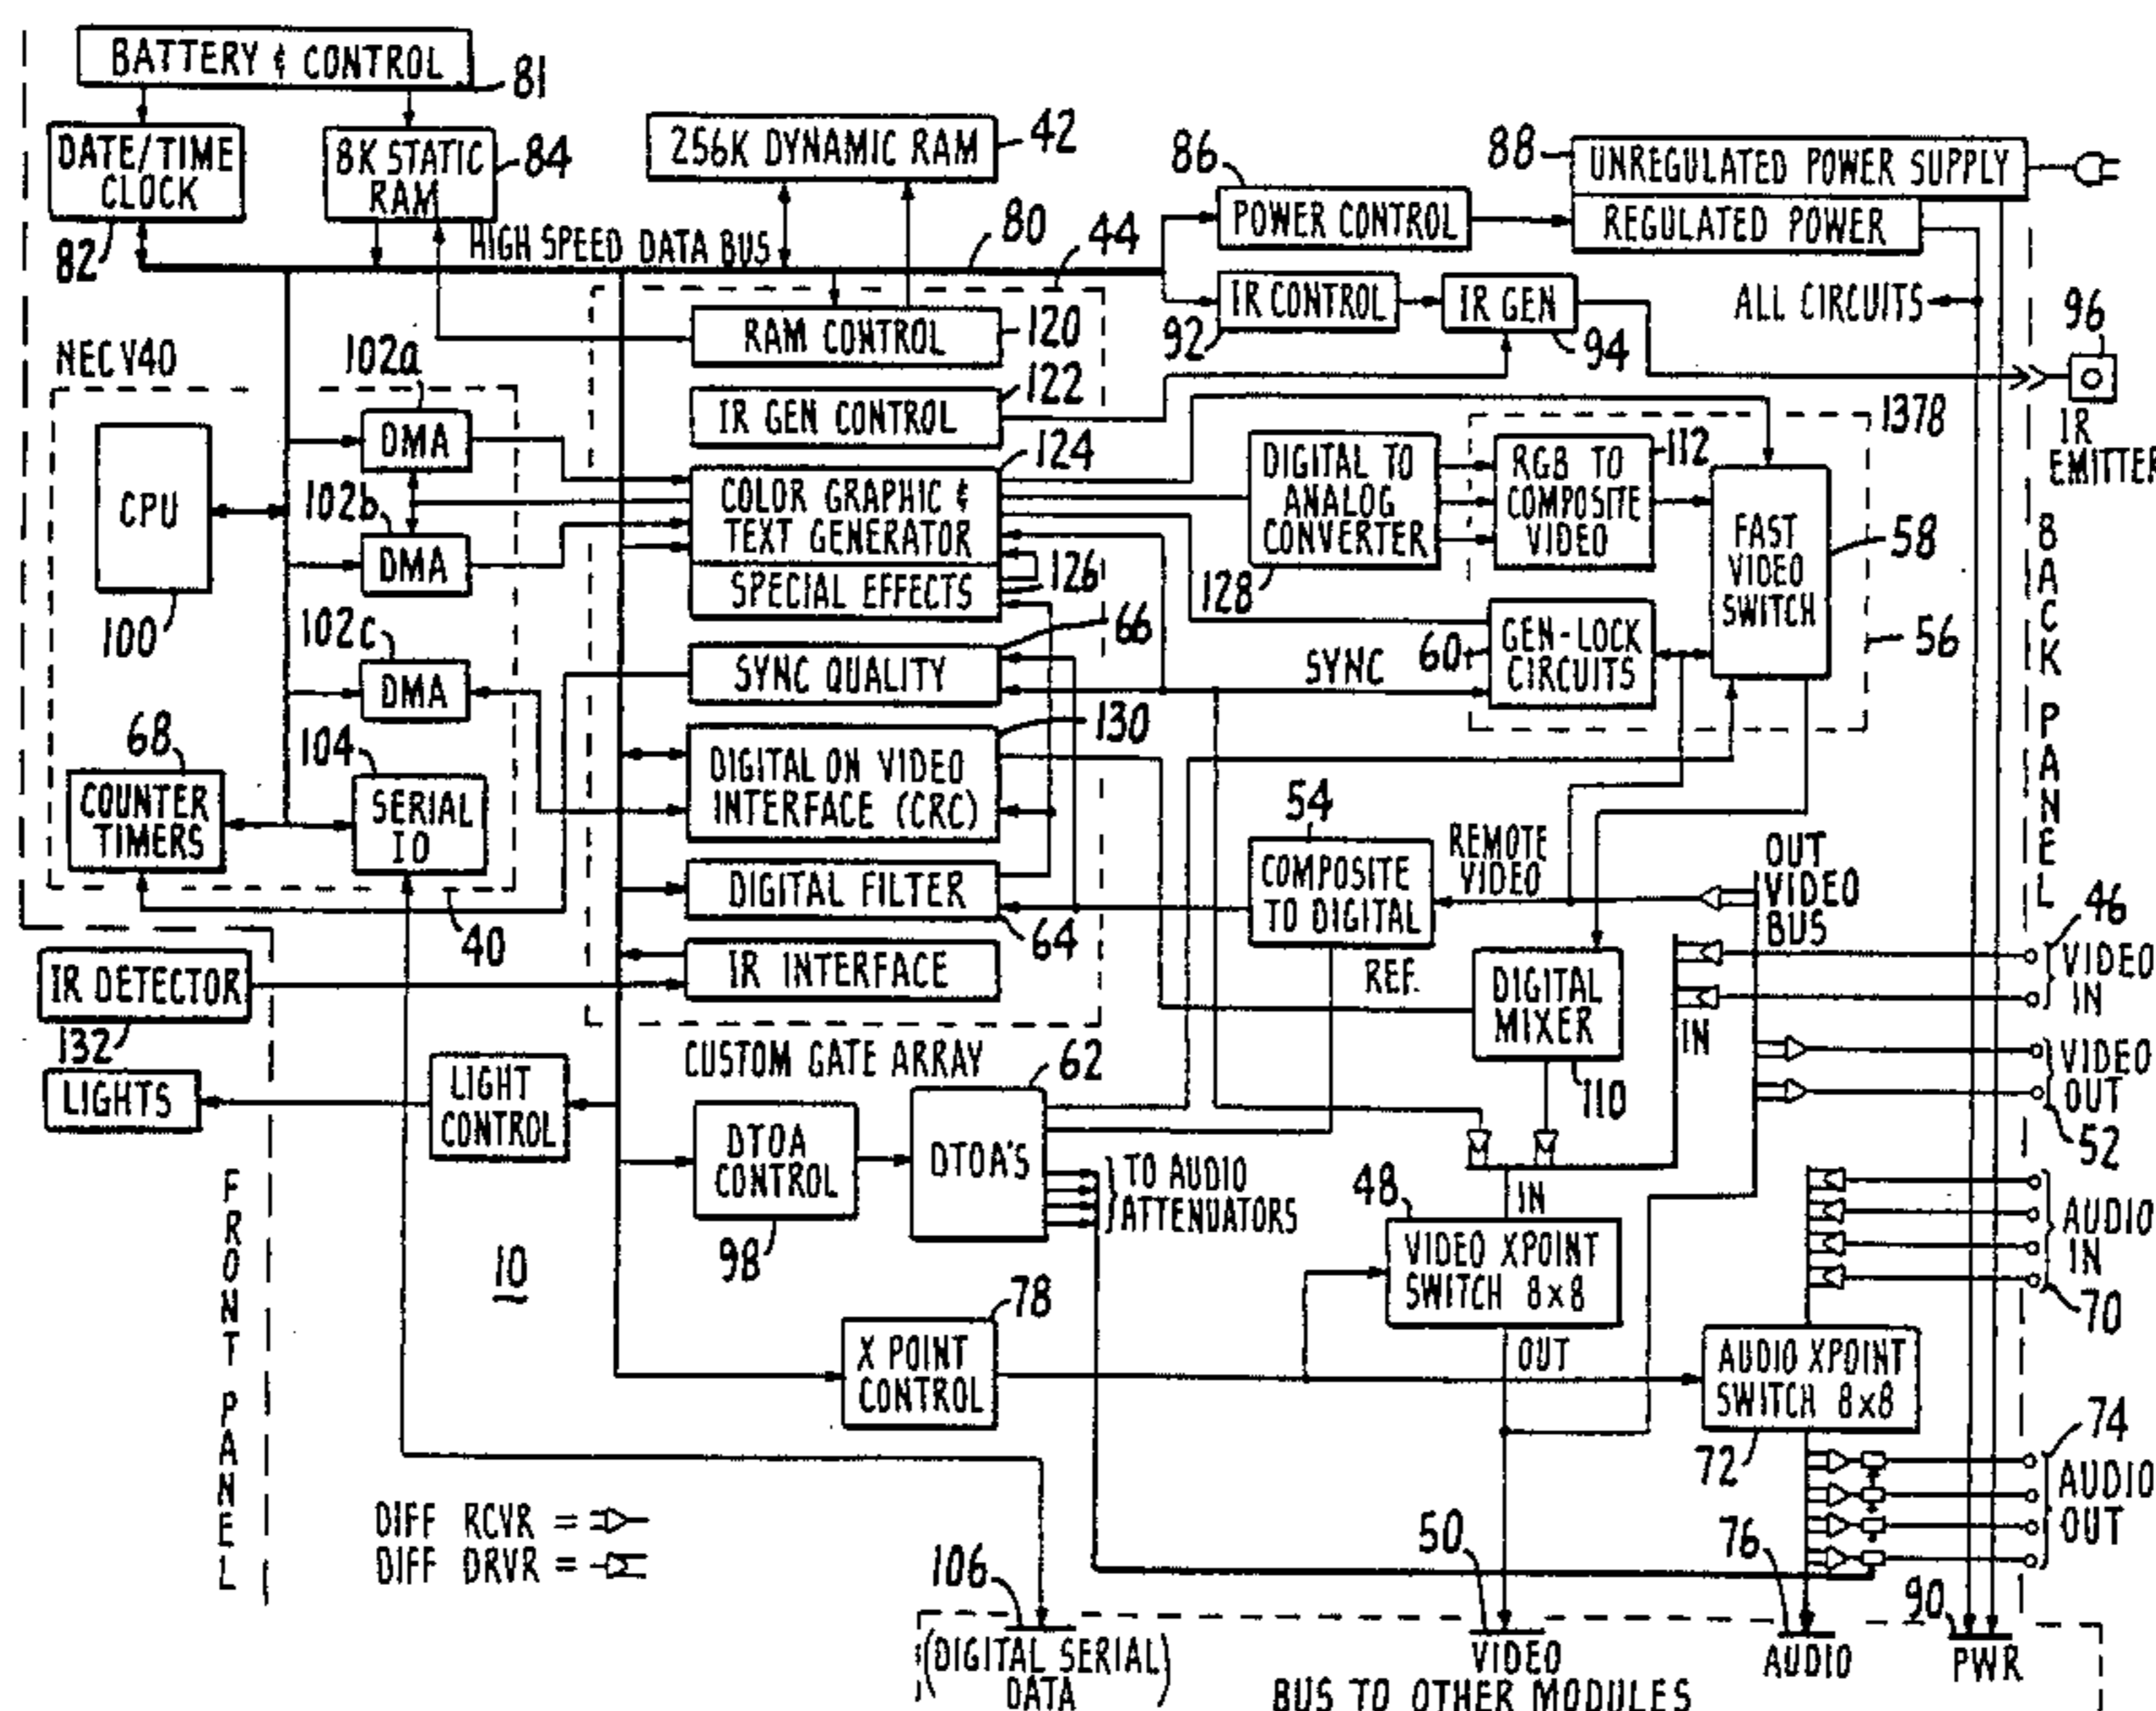 BATTERY & CONTROL
81
DATE/TIME
CLOCK
82
8K STATIC
RAM
84
256K DYNAMIC RAM
42
HIGH SPEED DATA BUS
80
44
86
POWER CONTROL
88
UNREGULATED POWER SUPPLY
REGULATED POWER
ALL CIRCUITS
IR CONTROL
92
IR GEN
94
96
IR
EMITTER
NEC V40
CPU
100
102a
DMA
102b
DMA
102c
DMA
68
COUNTER
TIMERS
104
SERIAL
IO
40
RAM CONTROL
120
IR GEN CONTROL
122
COLOR GRAPHIC &
TEXT GENERATOR
124
SPECIAL EFFECTS
126
SYNC QUALITY
66
DIGITAL ON VIDEO
INTERFACE (CRC)
130
DIGITAL FILTER
64
IR INTERFACE
CUSTOM GATE ARRAY
DIGITAL TO
ANALOG
CONVERTER
128
1378
RGB TO
COMPOSITE
VIDEO
112
FAST
VIDEO
SWITCH
58
GEN-LOCK
CIRCUITS
60
56
SYNC
BACK PANEL
54
COMPOSITE
TO DIGITAL
REF.
REMOTE
VIDEO
OUT
VIDEO
BUS
DIGITAL
MIXER
110
IN
46
VIDEO
IN
VIDEO
OUT
52
IR DETECTOR
132
LIGHTS
LIGHT
CONTROL
DTOA
CONTROL
98
62
DTOA'S
TO AUDIO
ATTENUATORS
48
IN
VIDEO XPOINT
SWITCH 8x8
OUT
AUDIO
IN
70
FRONT PANEL
10
78
X POINT
CONTROL
AUDIO XPOINT
SWITCH 8x8
72
74
AUDIO
OUT
DIFF RCVR =
DIFF DRVR =
106
(DIGITAL SERIAL)
DATA
50
VIDEO
76
AUDIO
90
PWR
BUS TO OTHER MODULES